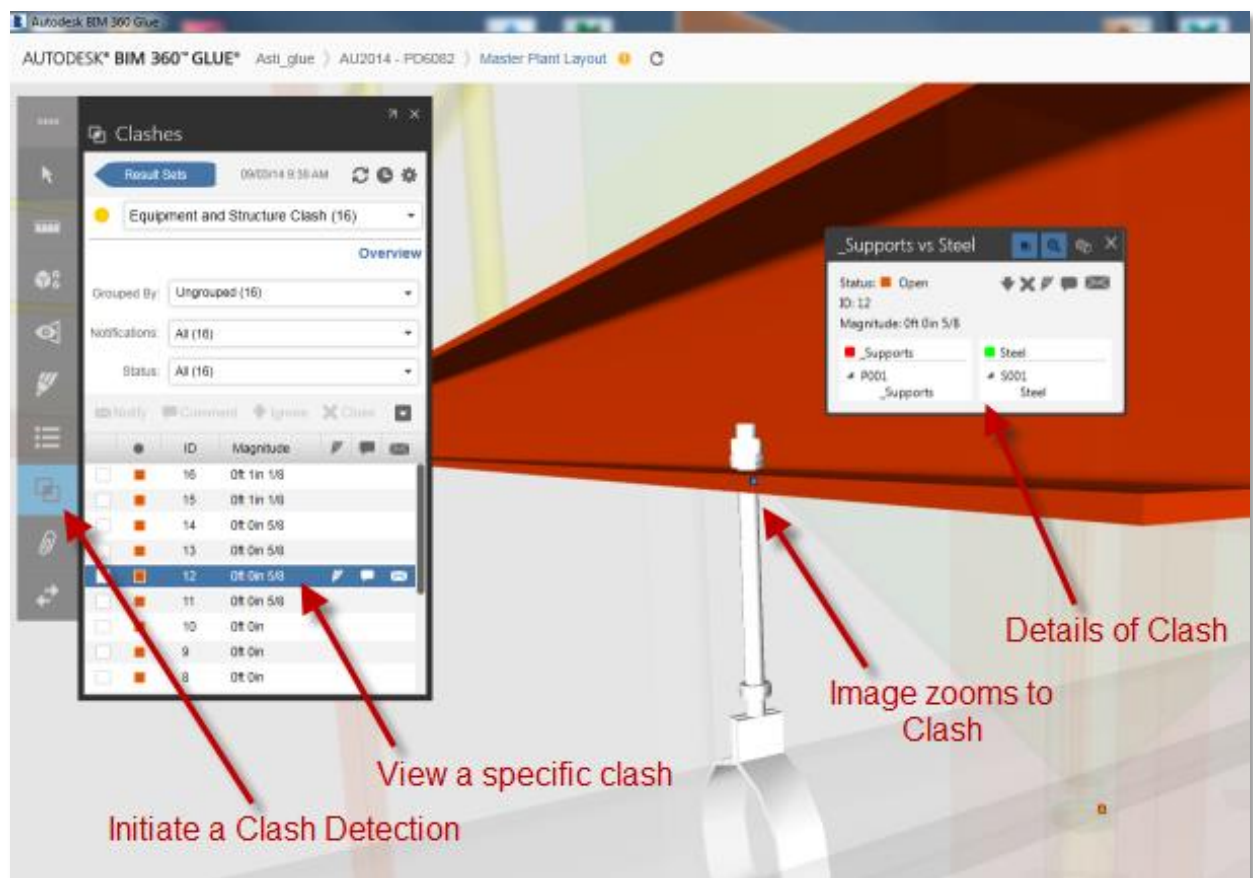 Autodesk BIM 360 Glue
AUTODESK® BIM 360™ GLUE® Asti_glue > AU2014 - PD6082 > Master Plant Layout
Clashes
Result Sets 9:38 AM
Equipment and Structure Clash (16)
Overview
Grouped By: Ungrouped (16)
Notifications: All (16)
Status: All (16)
Notify Comment Ignore Close
ID Magnitude
16 0ft 1in 1/8
15 0ft 1in 1/8
14 0ft 0in 5/8
13 0ft 0in 5/8
12 0ft 0in 5/8
11 0ft 0in 5/8
10 0ft 0in
9 0ft 0in
8 0ft 0in
_Supports vs Steel
Status: Open
ID: 12
Magnitude: 0ft 0in 5/8
_Supports Steel
P001 S001
_Supports Steel
Details of Clash
Image zooms to
Clash
View a specific clash
Initiate a Clash Detection